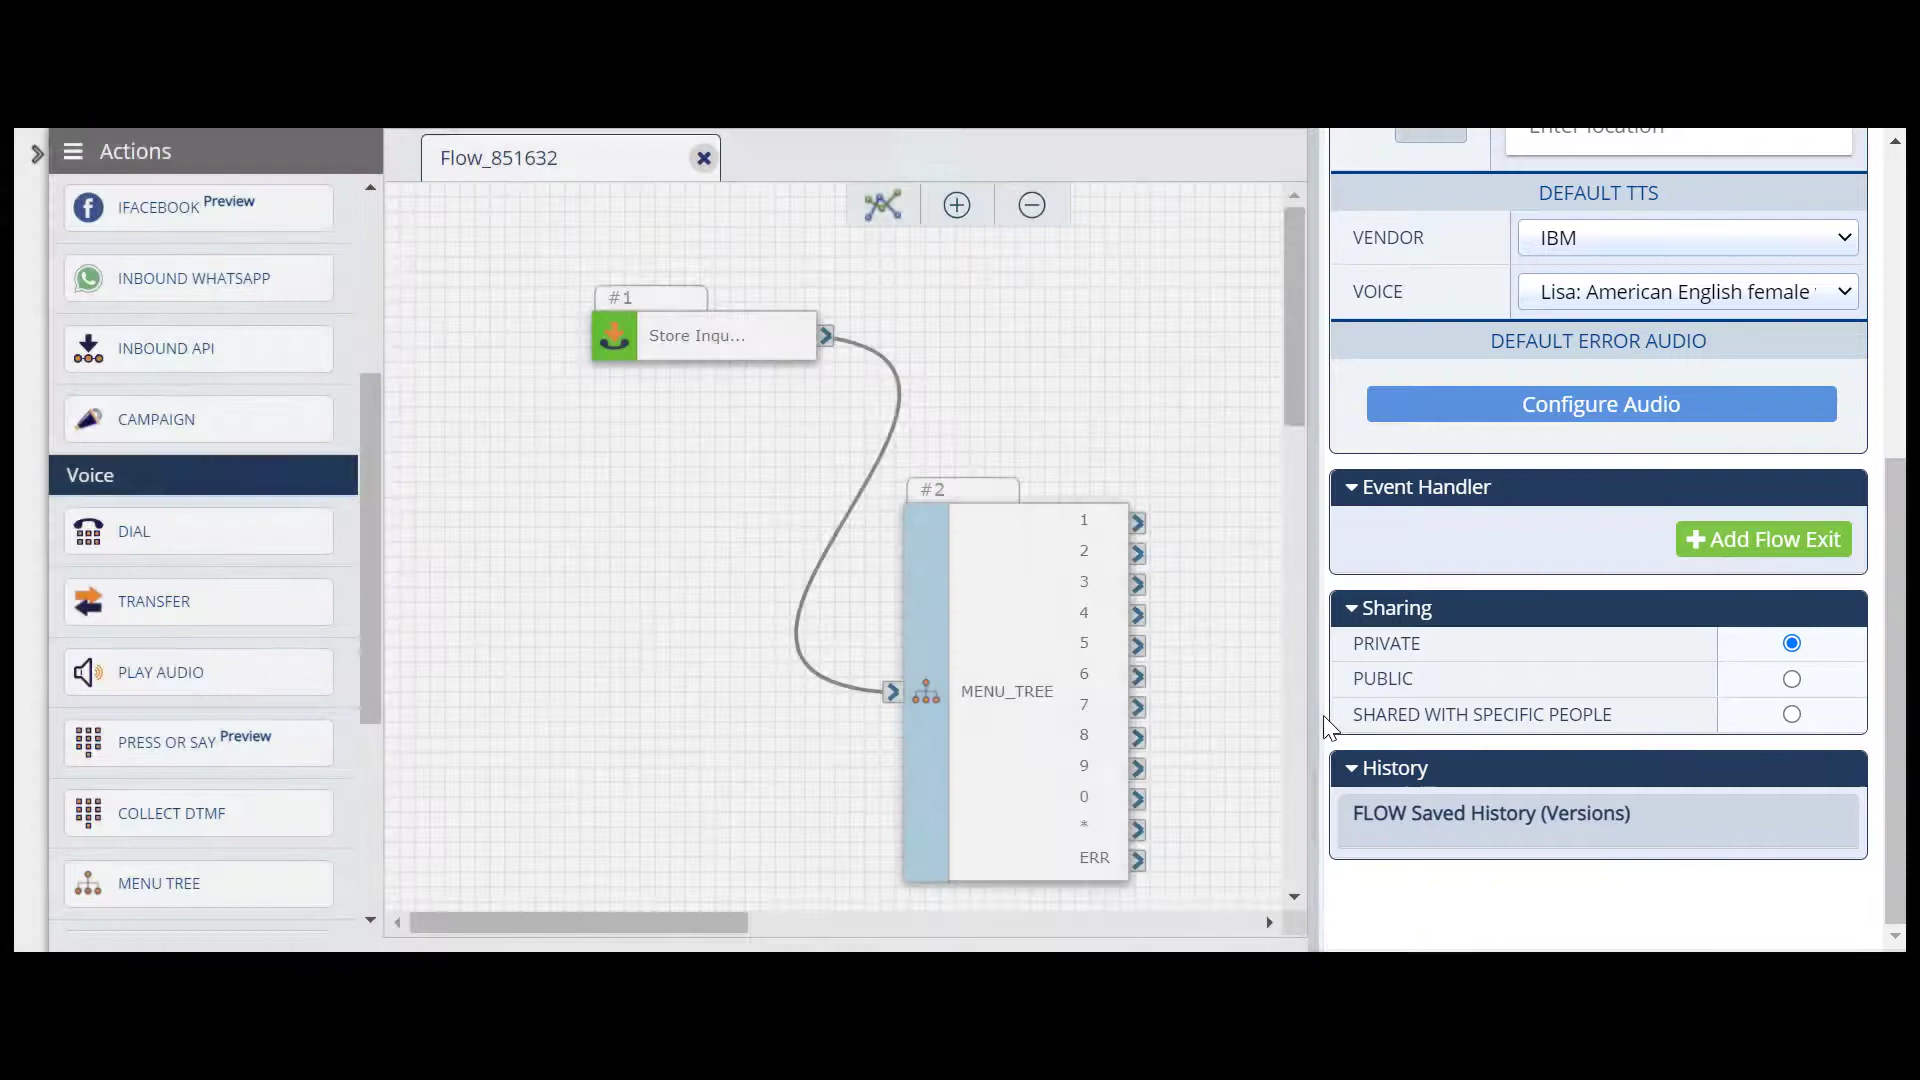 Actions
IFACEBOOK Preview
INBOUND WHATSAPP
INBOUND API
CAMPAIGN
Voice
DIAL
TRANSFER
PLAY AUDIO
PRESS OR SAY Preview
COLLECT DTMF
MENU TREE
Flow_851632
#1
Store Inqu...
#2
MENU_TREE
1
2
3
4
5
6
7
8
9
0
*
ERR
Enter location
DEFAULT TTS
VENDOR
IBM
VOICE
Lisa: American English female
DEFAULT ERROR AUDIO
Configure Audio
Event Handler
Add Flow Exit
Sharing
PRIVATE
PUBLIC
SHARED WITH SPECIFIC PEOPLE
History
FLOW Saved History (Versions)